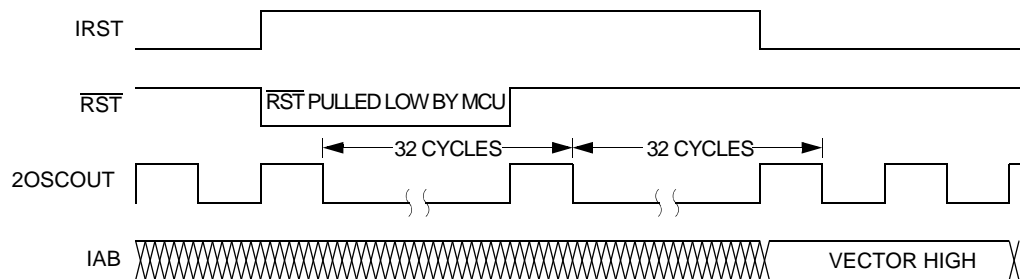 IRST
RST
RST PULLED LOW BY MCU
32 CYCLES
32 CYCLES
2OSCOUT
IAB
VECTOR HIGH